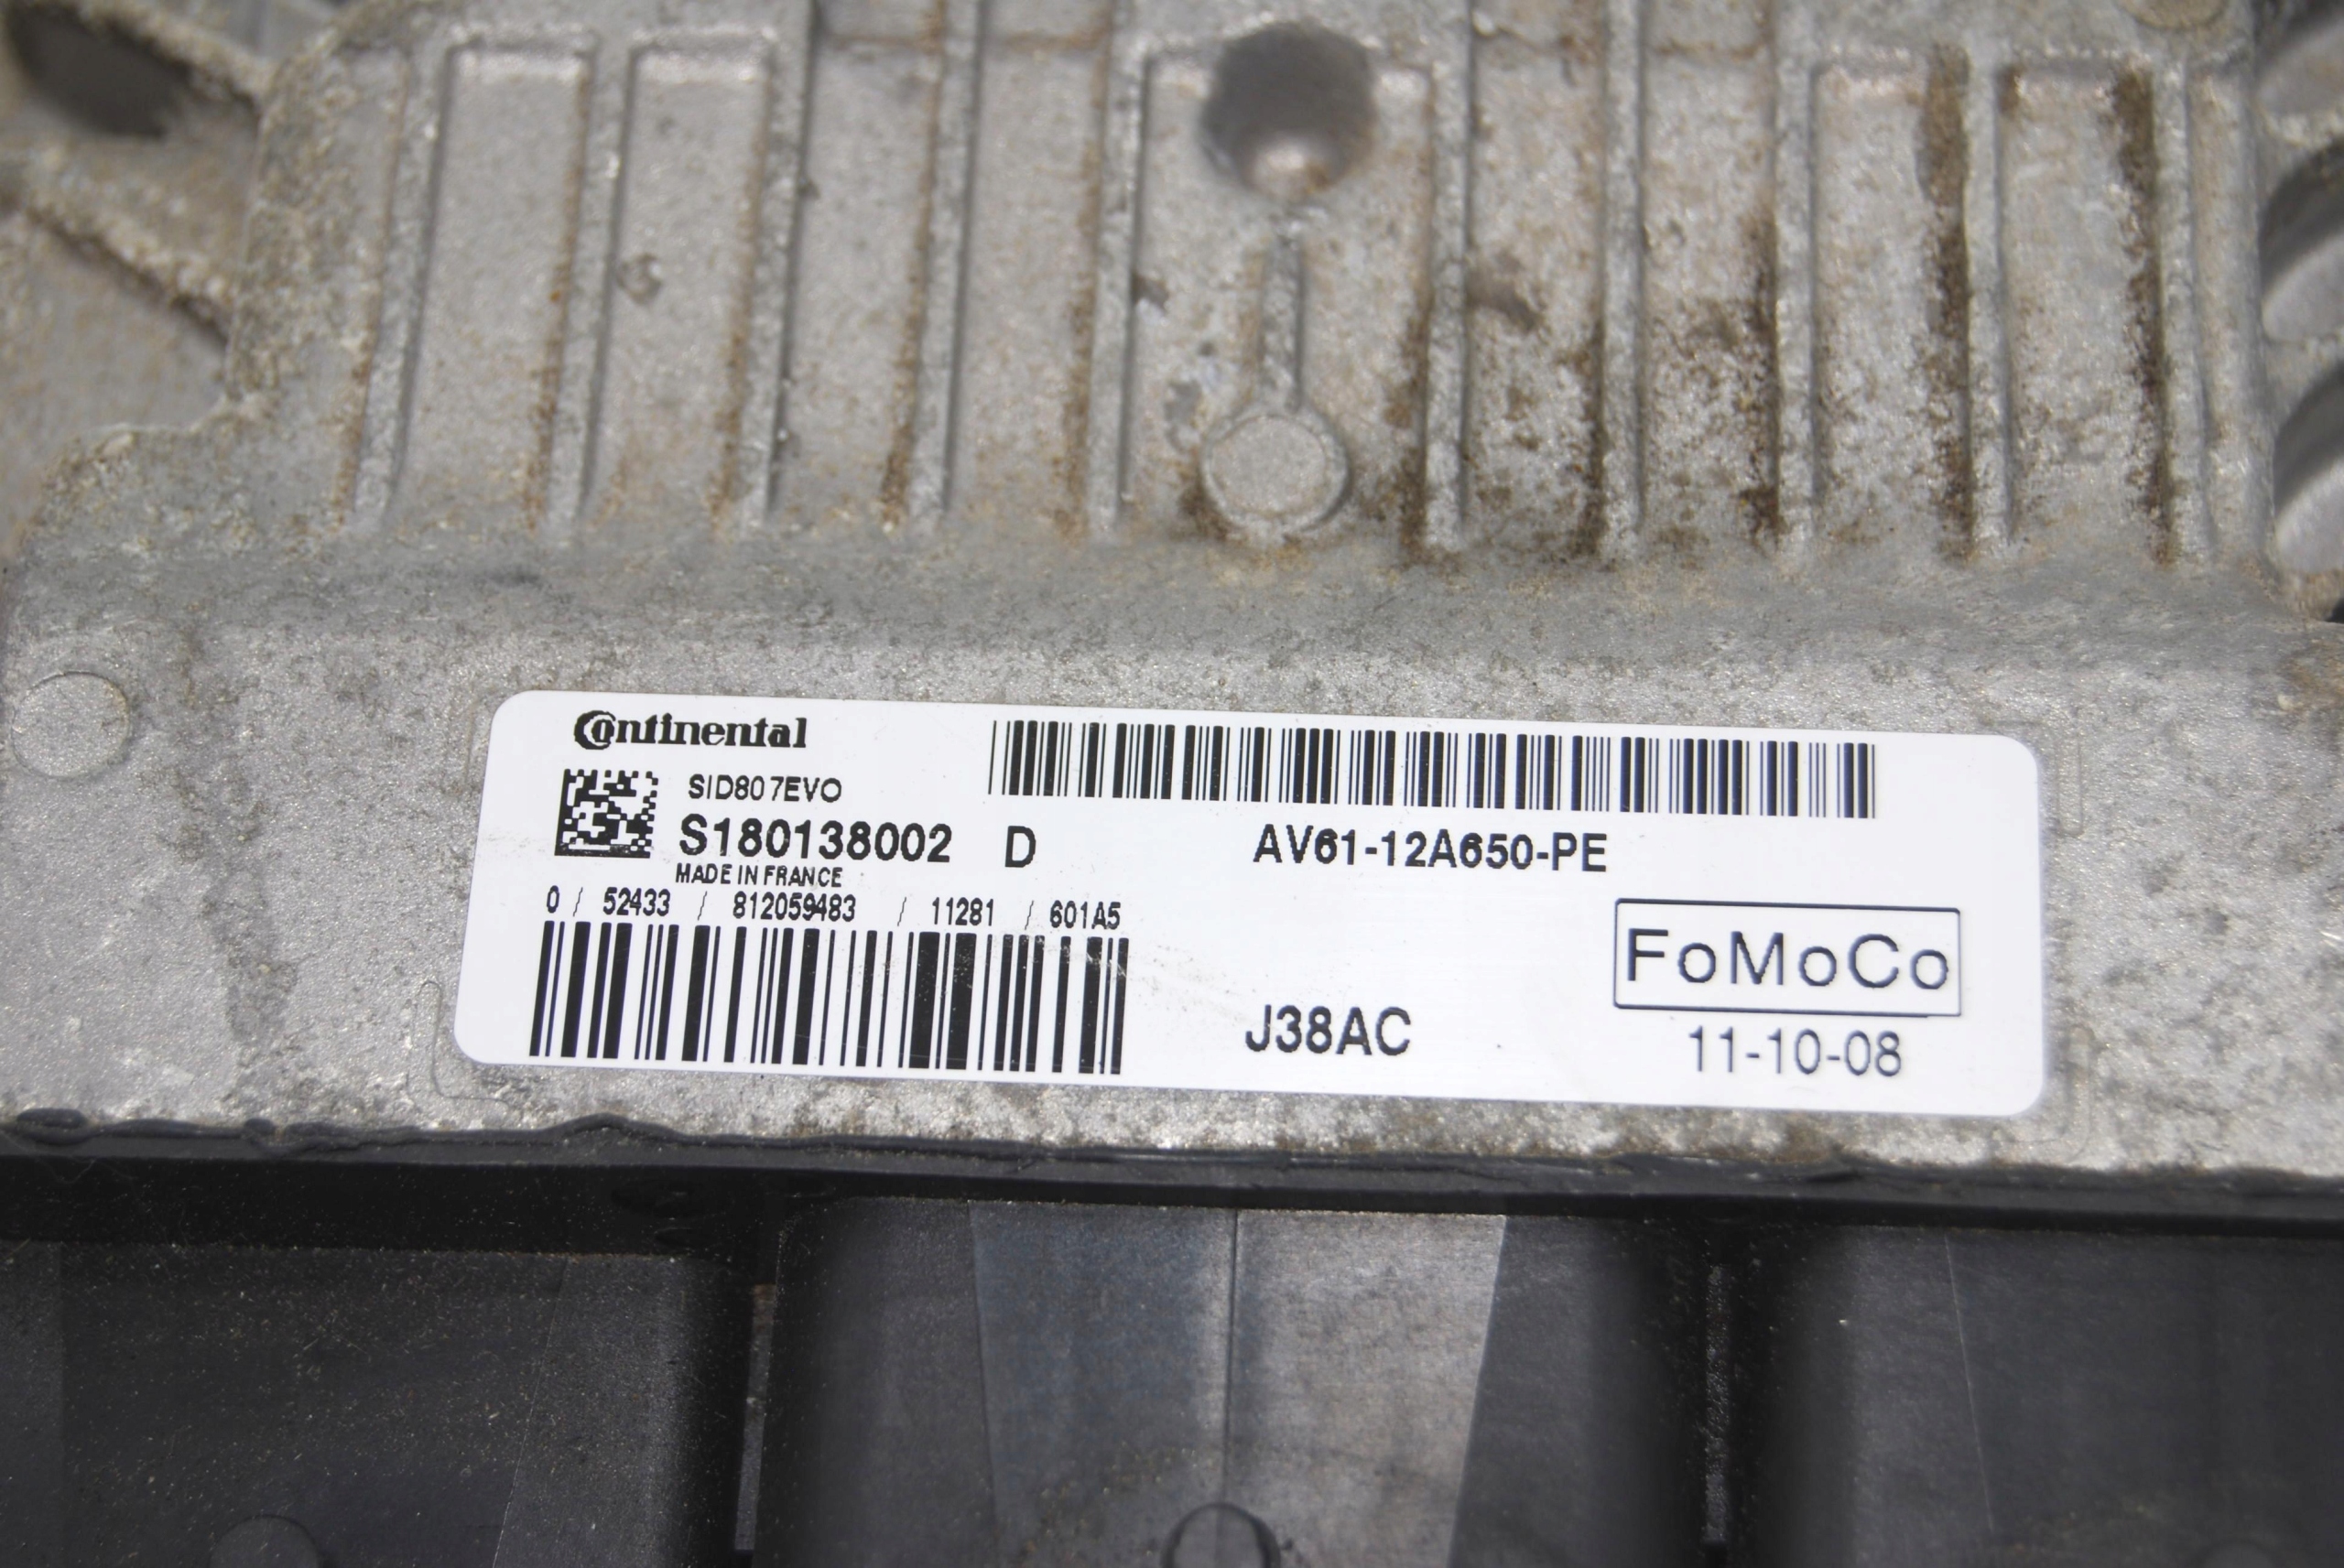 Continental
SID807EVO
S180138002 D
MADE IN FRANCE
0 / 52433 / 812059483 / 11281 / 601A5
AV61-12A650-PE
FoMoCo
J38AC
11-10-08